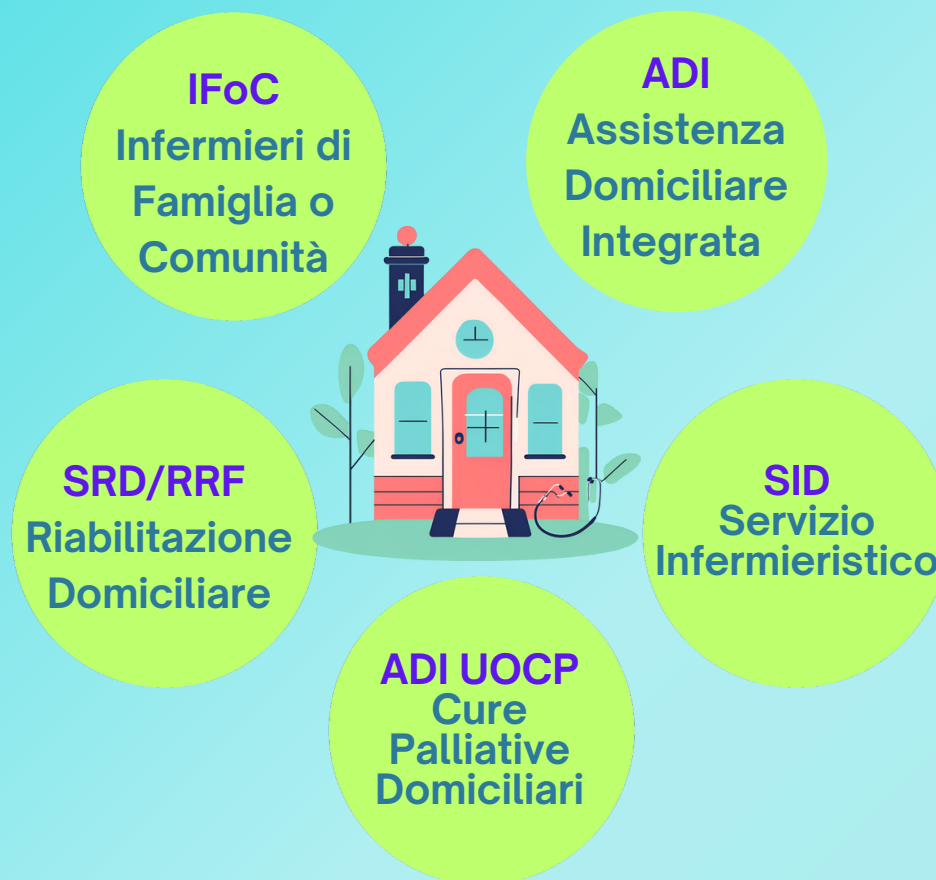 IFoC
Infermieri di
Famiglia o
Comunità
ADI
Assistenza
Domiciliare
Integrata
SRD/RRF
Riabilitazione
Domiciliare
SID
Servizio
Infermieristico
ADI UOCP
Cure
Palliative
Domiciliari